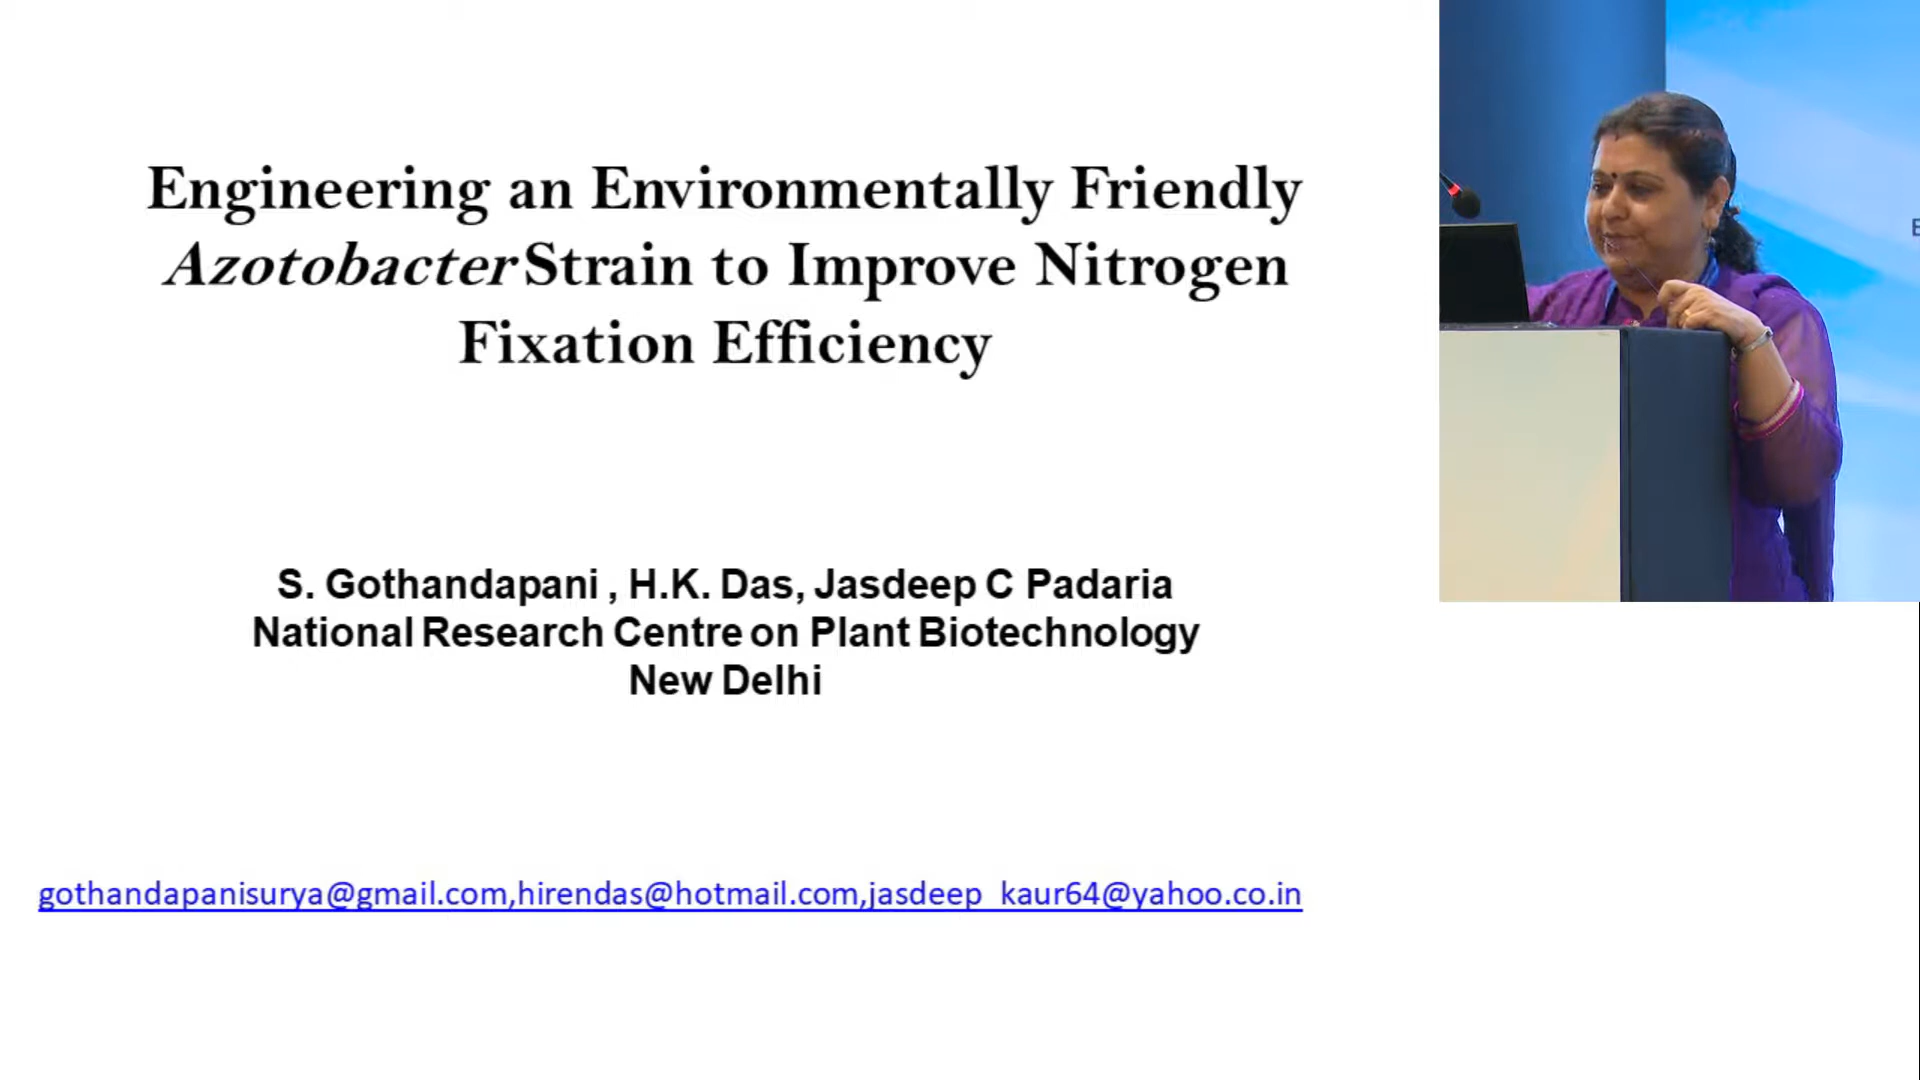 Engineering an Environmentally Friendly
Azotobacter Strain to Improve Nitrogen
Fixation Efficiency
S. Gothandapani , H.K. Das, Jasdeep C Padaria
National Research Centre on Plant Biotechnology
New Delhi
gothandapanisurya@gmail.com,hirendas@hotmail.com,jasdeep_kaur64@yahoo.co.in
E